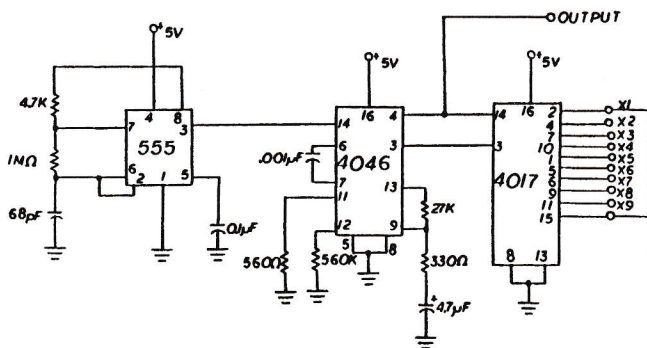 OUTPUT
+5V
+5V
+5V
4.7K
1MΩ
68pF
4
8
7
3
555
6
2
1
5
.01µF
16
4
14
6
3
.001µF
4046
7
13
11
12
9
5
8
560Ω
560K
27K
330Ω
+
4.7µF
16
14
3
4017
2
4
7
10
1
5
6
9
11
15
8
13
X1
X2
X3
X4
X5
X6
X7
X8
X9